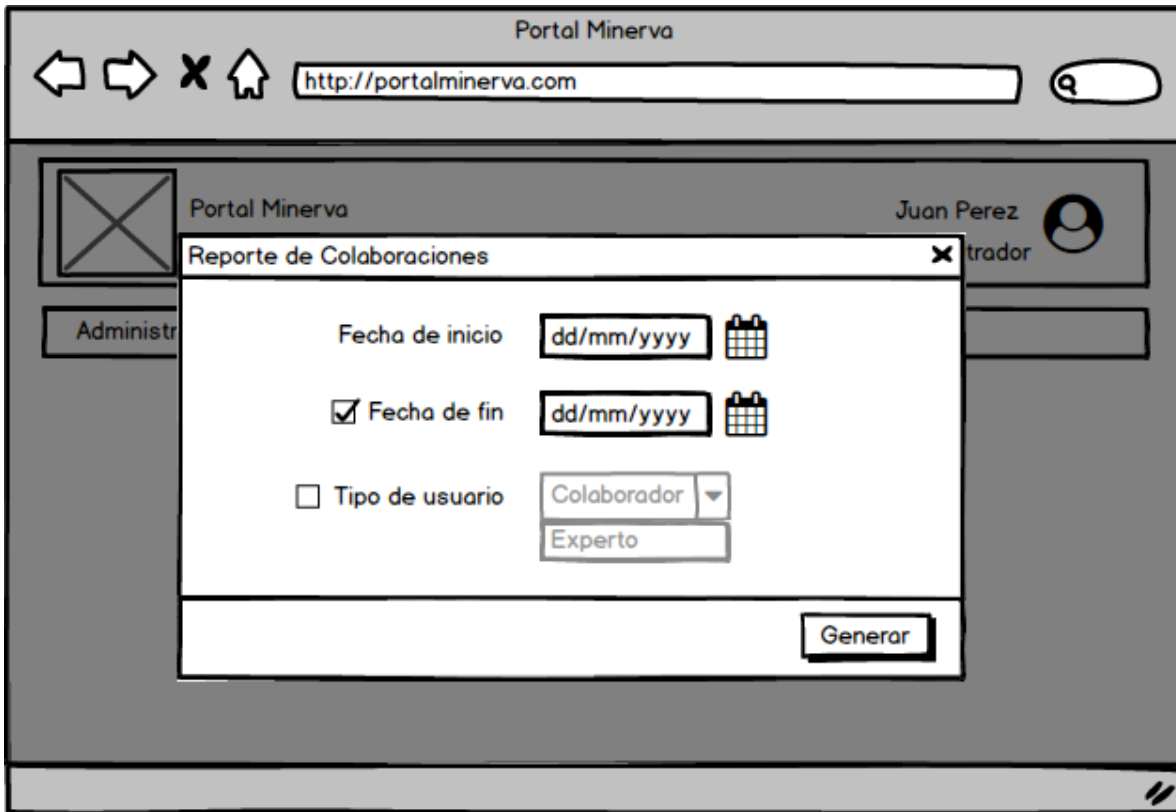 Portal Minerva
http://portalminerva.com
Portal Minerva
Juan Perez
trador
Reporte de Colaboraciones
Administr
Fecha de inicio dd/mm/yyyy
Fecha de fin dd/mm/yyyy
Tipo de usuario Colaborador
Experto
Generar